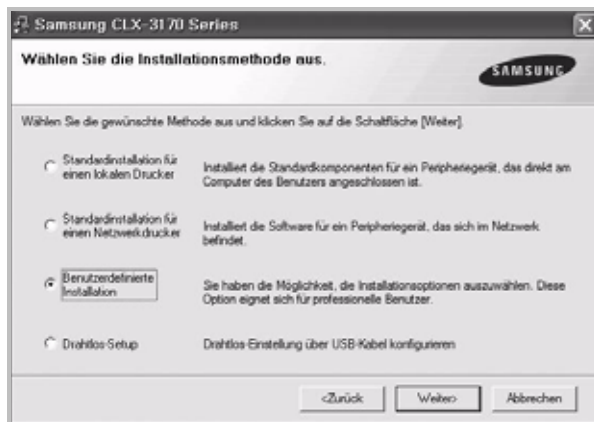 Samsung CLX-3170 Series
Wählen Sie die Installationsmethode aus.
SAMSUNG
Wählen Sie die gewünschte Methode aus und klicken Sie auf die Schaltfläche [Weiter].
Standardinstallation für
einen lokalen Drucker
Installiert die Standardkomponenten für ein Peripheriegerät, das direkt am
Computer des Benutzers angeschlossen ist.
Standardinstallation für
einen Netzwerkdrucker
Installiert die Software für ein Peripheriegerät, das sich im Netzwerk
befindet.
Benutzerdefinierte
Installation
Sie haben die Möglichkeit, die Installationsoptionen auszuwählen. Diese
Option eignet sich für professionelle Benutzer.
Drahtlos-Setup
Drahtlos-Einstellung über USB-Kabel konfigurieren
<Zurück
Weiter>
Abbrechen